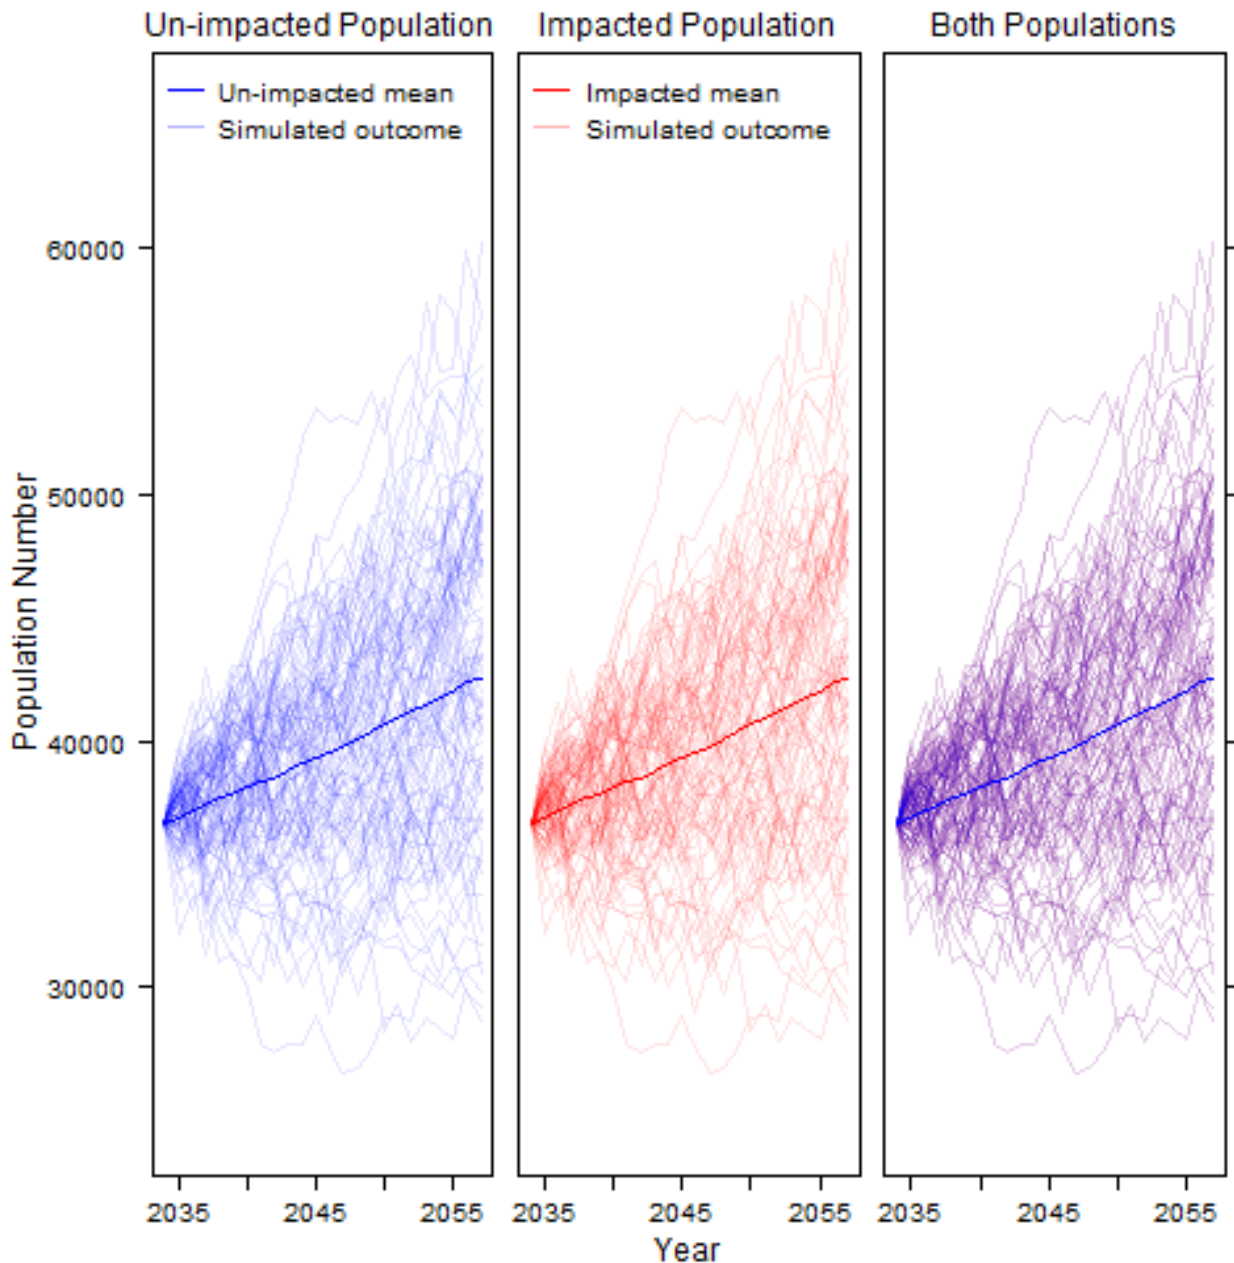 Un-impacted Population
Impacted Population
Both Populations
Un-impacted mean
Simulated outcome
Impacted mean
Simulated outcome
60000
50000
40000
30000
Population Number
2035
2045
2055
2035
2045
2055
2035
2045
2055
Year